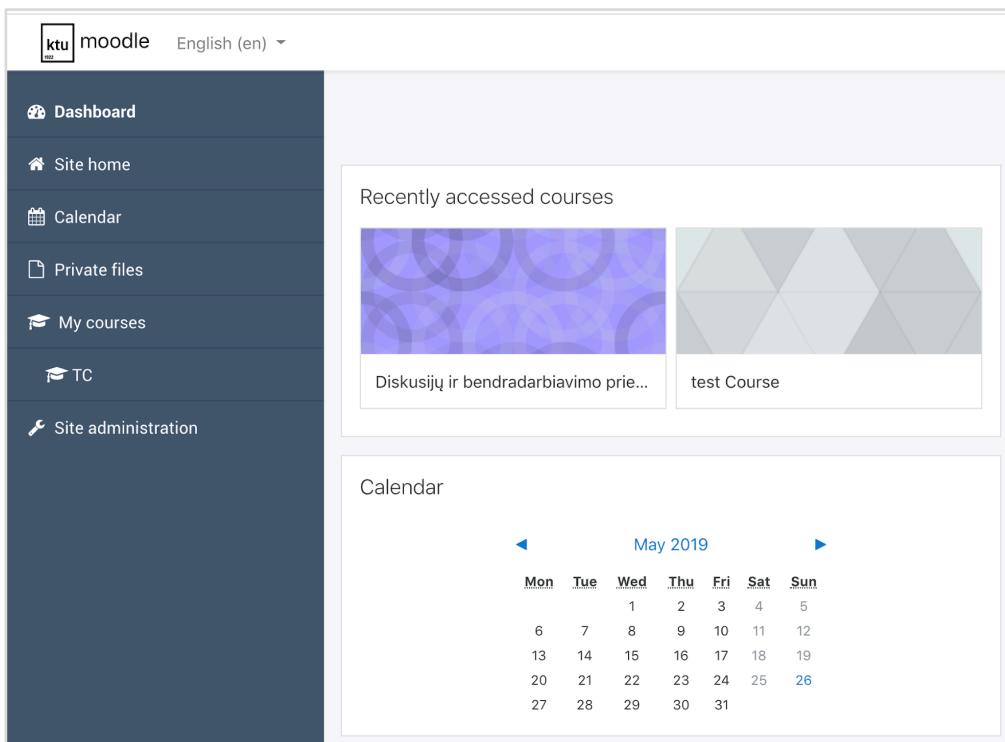 ktu
1922
moodle
English (en)
Dashboard
Site home
Calendar
Private files
My courses
TC
Site administration
Recently accessed courses
Diskusijų ir bendradarbiavimo prie...
test Course
Calendar
◄ May 2019 ►
Mon Tue Wed Thu Fri Sat Sun
1 2 3 4 5
6 7 8 9 10 11 12
13 14 15 16 17 18 19
20 21 22 23 24 25 26
27 28 29 30 31